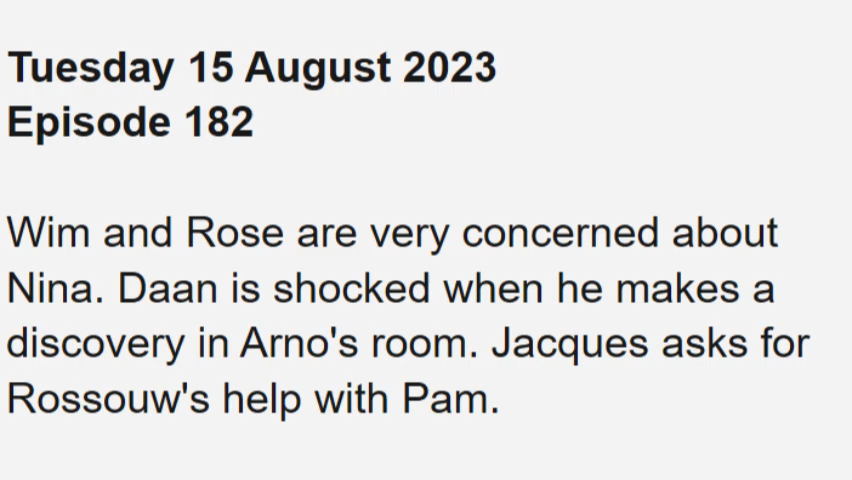 Tuesday 15 August 2023
Episode 182
Wim and Rose are very concerned about
Nina. Daan is shocked when he makes a
discovery in Arno's room. Jacques asks for
Rossouw's help with Pam.